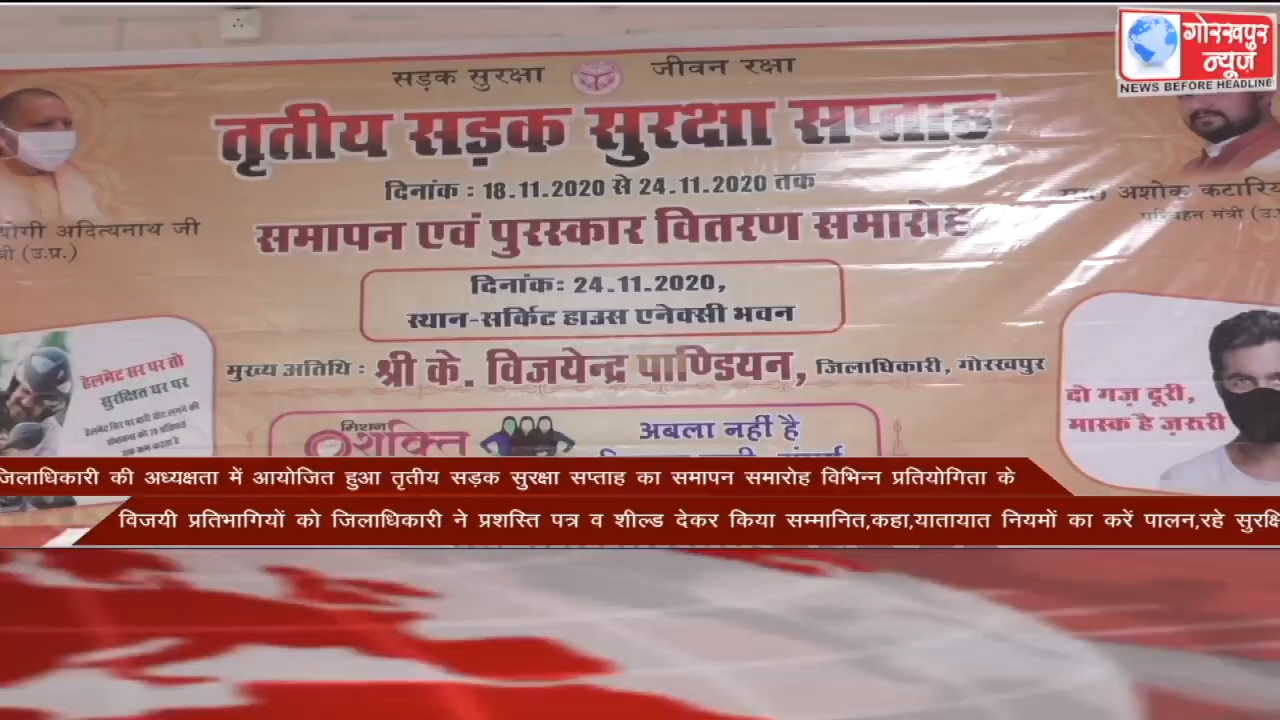 गोरखपुर
न्यूज़
NEWS BEFORE HEADLINE
सड़क सुरक्षा जीवन रक्षा
तृतीय सड़क सुरक्षा सप्ताह
दिनांक : 18.11.2020 से 24.11.2020 तक
समापन एवं पुरस्कार वितरण समारोह
योगी अदित्यनाथ जी
(उ.प्र.)
अशोक कटारिय
परिवहन मंत्री (उ.
दिनांकः 24.11.2020,
स्थान-सर्किट हाउस एनेक्सी भवन
मुख्य अतिथि : श्री के. विजयेन्द्र पाण्डियन, जिलाधिकारी, गोरखपुर
हेलमेट सर पर तो
सुरक्षित घर पर
दो गज़ दूरी,
मास्क है ज़रुरी
मिशन
शक्ति
अबला नहीं है
जिलाधिकारी की अध्यक्षता में आयोजित हुआ तृतीय सड़क सुरक्षा सप्ताह का समापन समारोह विभिन्न प्रतियोगिता के
विजयी प्रतिभागियों को जिलाधिकारी ने प्रशस्ति पत्र व शील्ड देकर किया सम्मानित,कहा,यातायात नियमों का करें पालन,रहे सुरक्षि